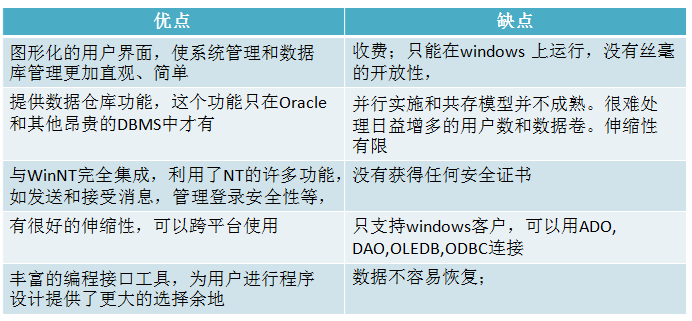 优点
缺点
图形化的用户界面，使系统管理和数据
库管理更加直观、简单
收费；只能在windows 上运行，没有丝毫
的开放性，
提供数据仓库功能，这个功能只在Oracle
和其他昂贵的DBMS中才有
并行实施和共存模型并不成熟。很难处
理日益增多的用户数和数据卷。伸缩性
有限
与WinNT完全集成，利用了NT的许多功能，
如发送和接受消息，管理登录安全性等，
没有获得任何安全证书
有很好的伸缩性，可以跨平台使用
只支持windows客户，可以用ADO,
DAO,OLEDB,ODBC连接
丰富的编程接口工具，为用户进行程序
设计提供了更大的选择余地
数据不容易恢复；